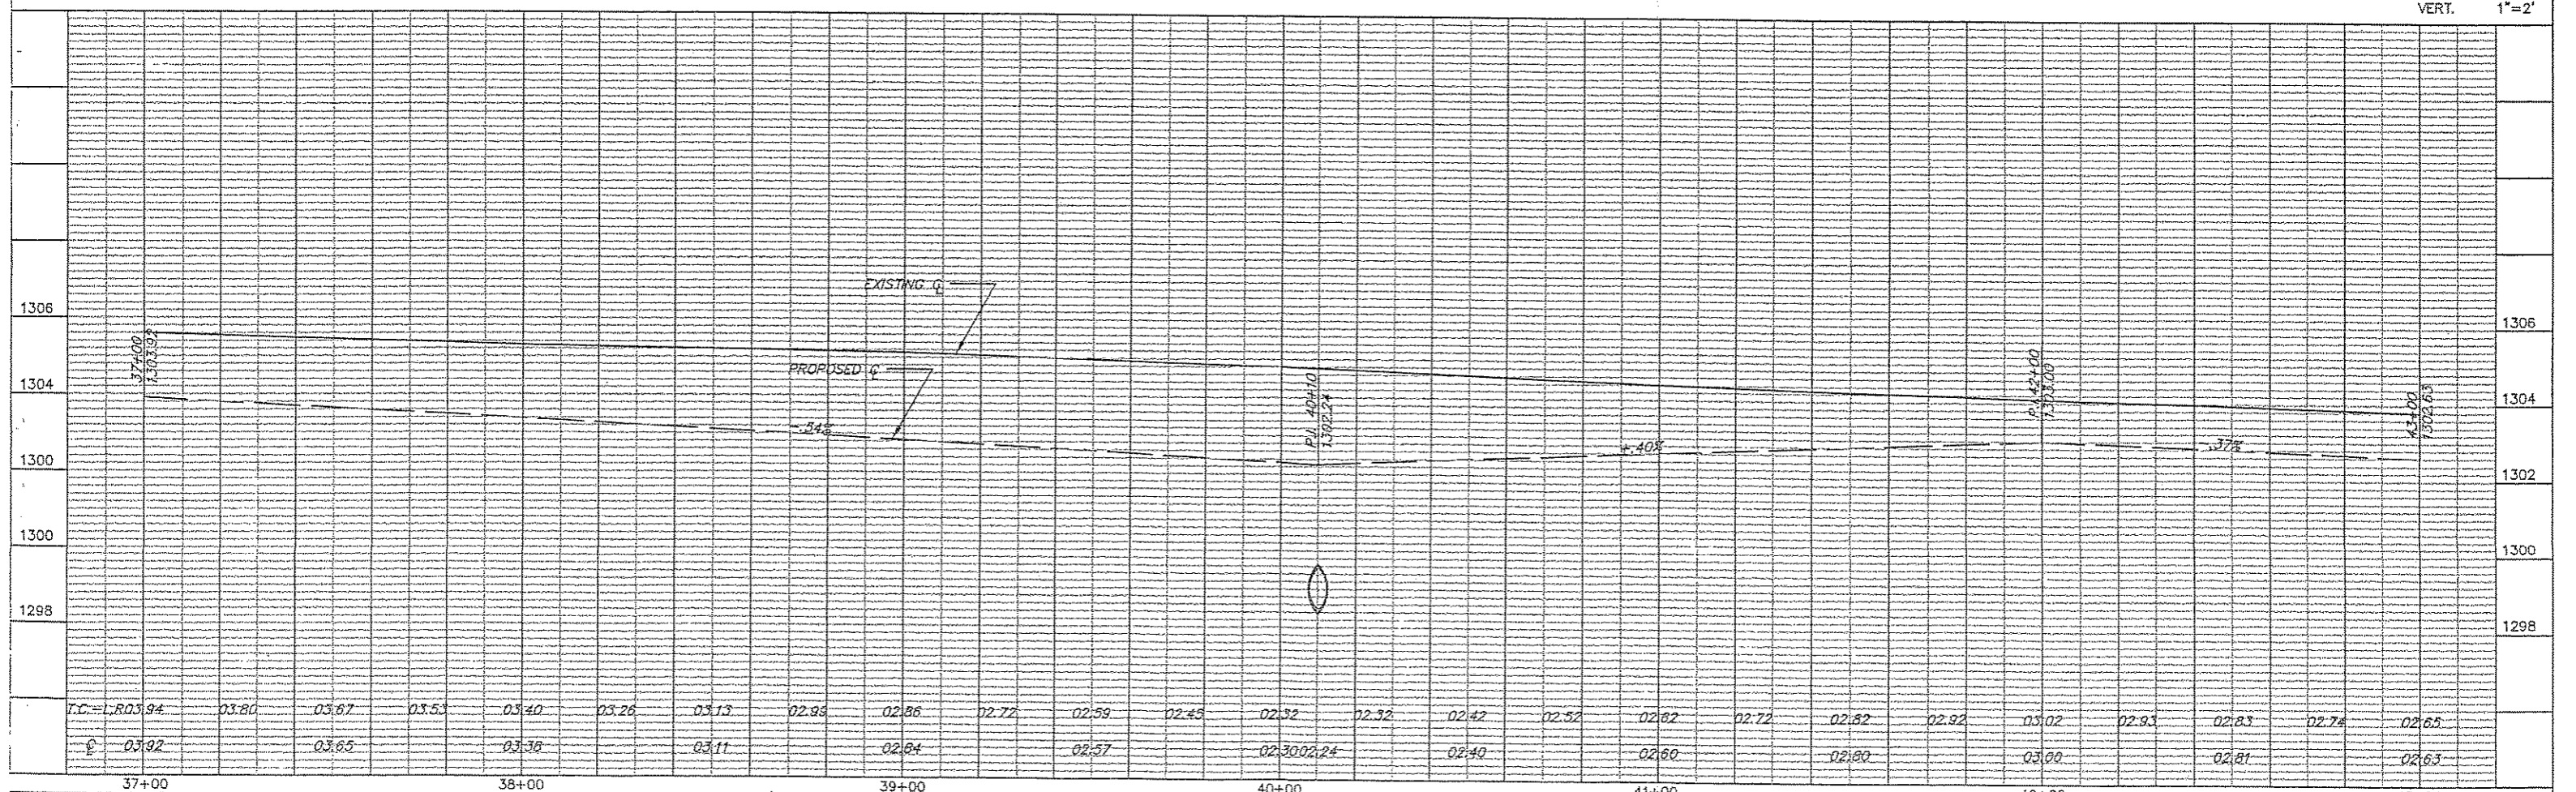 VERT. 1"=2'
EXISTING ℄
1306
1306
37+00
1303.92
PROPOSED ℄
P.I. 40+10
1302.24
P.I. 42+00
1303.00
1304
1304
43+00
1302.63
-.54%
+.40%
.37%
1300
1302
1300
1300
1298
1298
T.C.-L,R 03.94 03.80 03.67 03.53 03.40 03.26 03.13 02.99 02.86 02.72 02.59 02.45 02.32 02.32 02.42 02.52 02.62 02.72 02.82 02.92 03.02 02.93 02.83 02.74 02.65
℄ 03.92 03.65 03.38 03.11 02.84 02.57 02.30 02.24 02.40 02.60 02.80 03.00 02.81 02.63
37+00 38+00 39+00 40+00 41+00